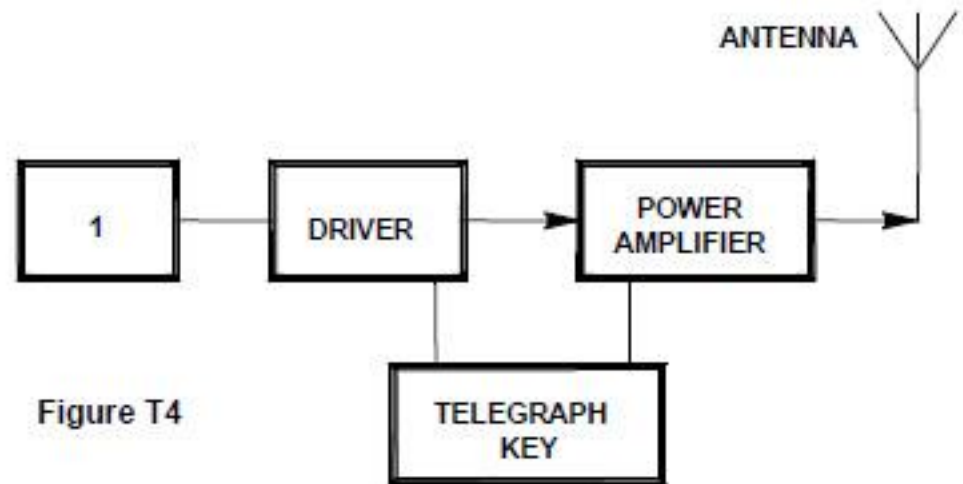 ANTENNA
1
DRIVER
POWER
AMPLIFIER
TELEGRAPH
KEY
Figure T4